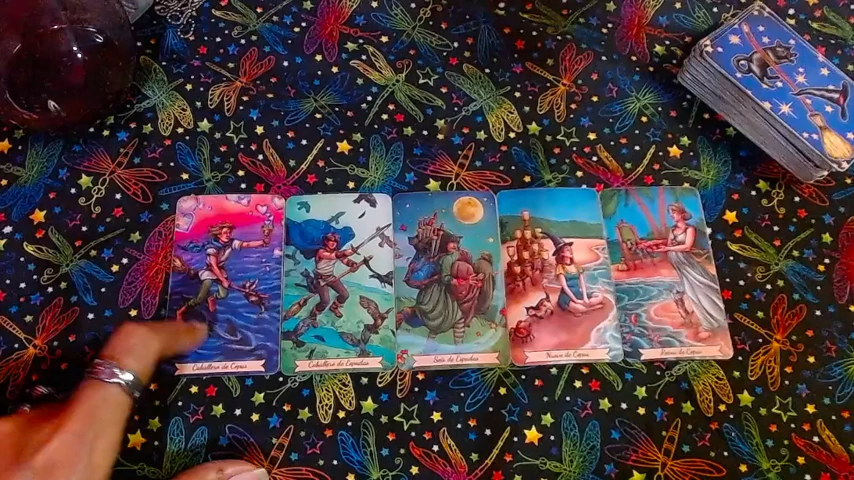 Caballero de Copas
Caballero de Espadas
Seis de Espadas
Nueve de Copas
Reina de Copas